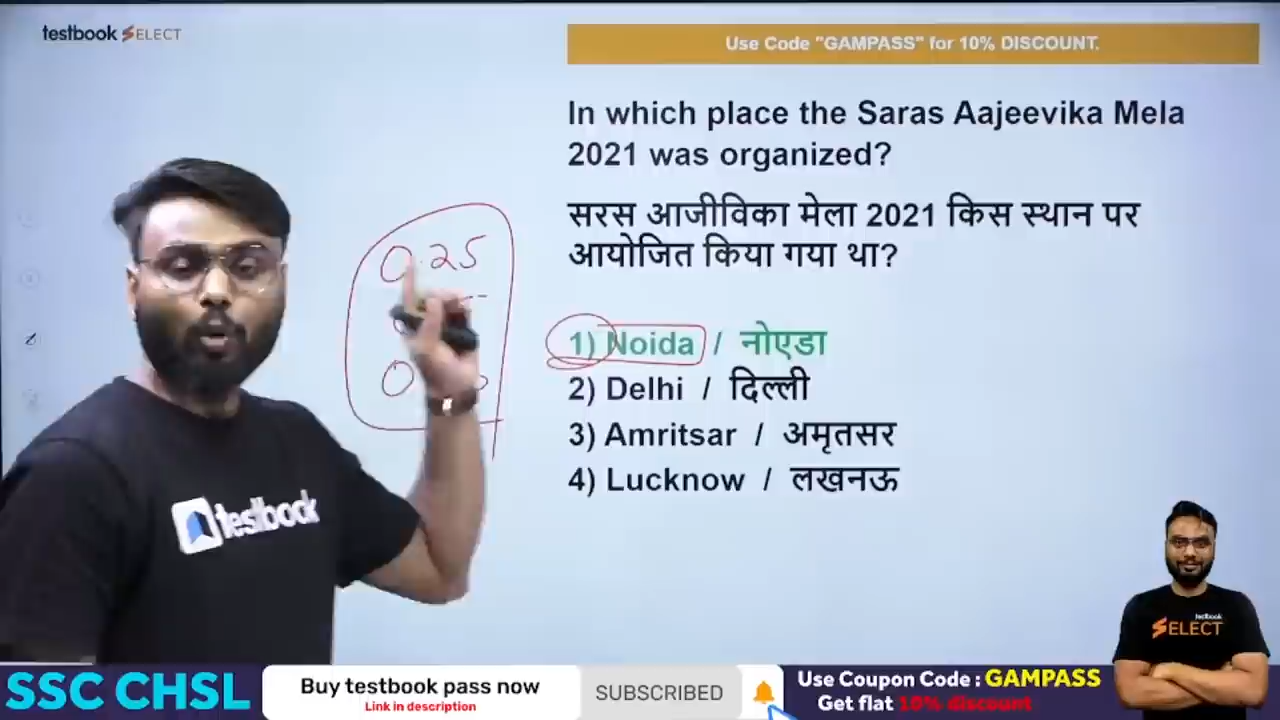 testbook SELECT
Use Code "GAMPASS" for 10% DISCOUNT.
In which place the Saras Aajeevika Mela
2021 was organized?
सरस आजीविका मेला 2021 किस स्थान पर
आयोजित किया गया था?
0.25
0
1) Noida / नोएडा
2) Delhi / दिल्ली
3) Amritsar / अमृतसर
4) Lucknow / लखनऊ
testbook
testbook
SELECT
SSC CHSL
Buy testbook pass now
Link in description
SUBSCRIBED
Use Coupon Code : GAMPASS
Get flat 10% discount